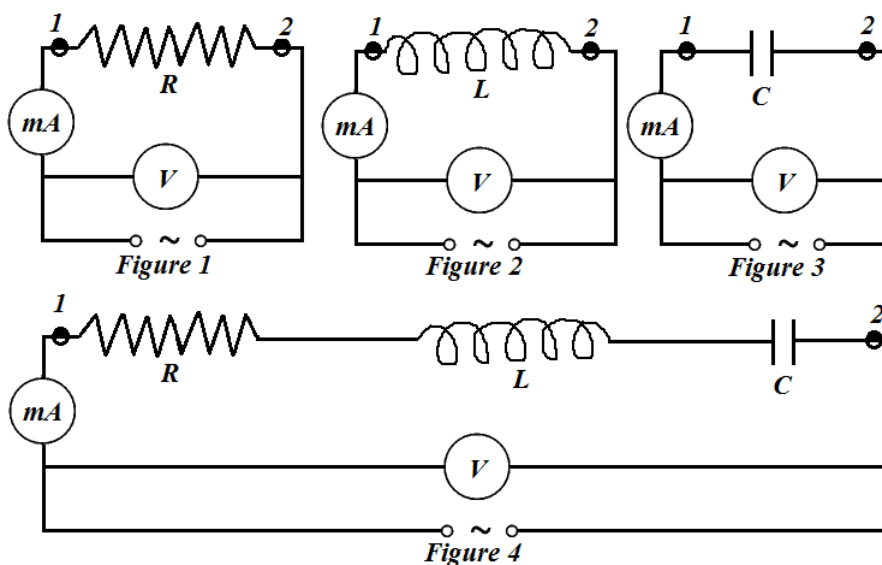 1 2 1 2 1 2
R L C
mA mA mA
V V V
~ ~ ~
Figure 1 Figure 2 Figure 3
1 2
R L C
mA
V
~
Figure 4